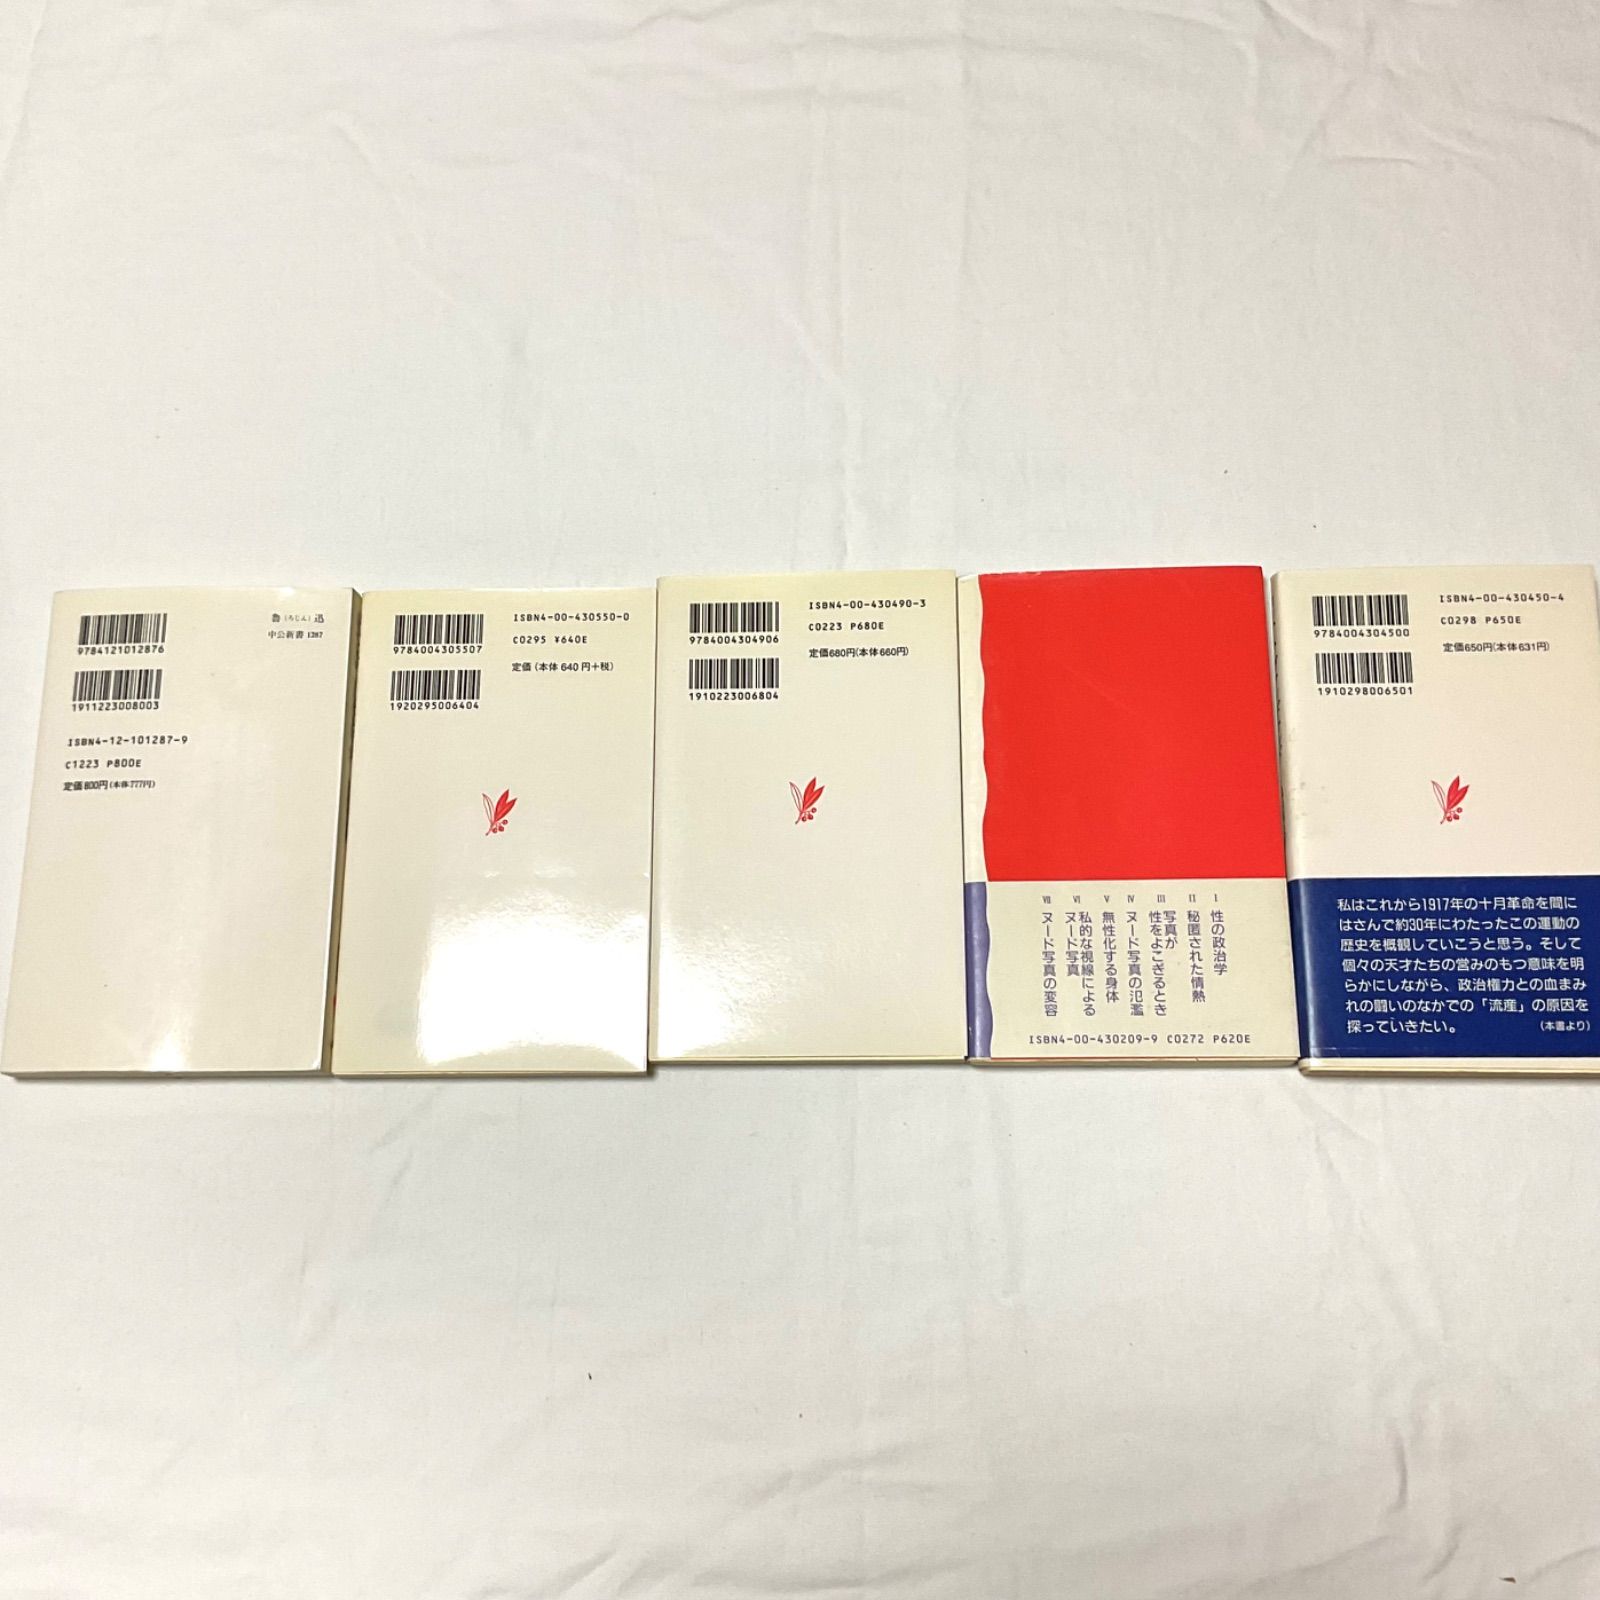 9784121012876
魯(ろじん)迅
中公新書 1287
1911223008003
ISBN4-12-101287-9
C1223 P800E
定価800円(本体777円)
9784004305507
ISBN4-00-430550-0
C0295 ¥640E
定価(本体 640 円+税)
1920295006404
9784004304906
ISBN4-00-430490-3
C0223 P680E
定価680円(本体660円)
1910223006804
I 性の政治学
II 秘匿された情熱
III 写真が
性をよこぎるとき
IV ヌード写真の氾濫
V 無性化する身体
VI 私的な視線による
ヌード写真
VII ヌード写真の変容
ISBN4-00-430209-9 C0272 P620E
9784004304500
ISBN4-00-430450-4
C0298 P650E
定価650円(本体631円)
1910298006501
私はこれから1917年の十月革命を間に
はさんで約30年にわたったこの運動の
歴史を概観していこうと思う。そして
個々の天才たちの営みのもつ意味を明
らかにしながら、政治権力との血まみ
れの闘いのなかでの「流産」の原因を
探っていきたい。
(本書より)